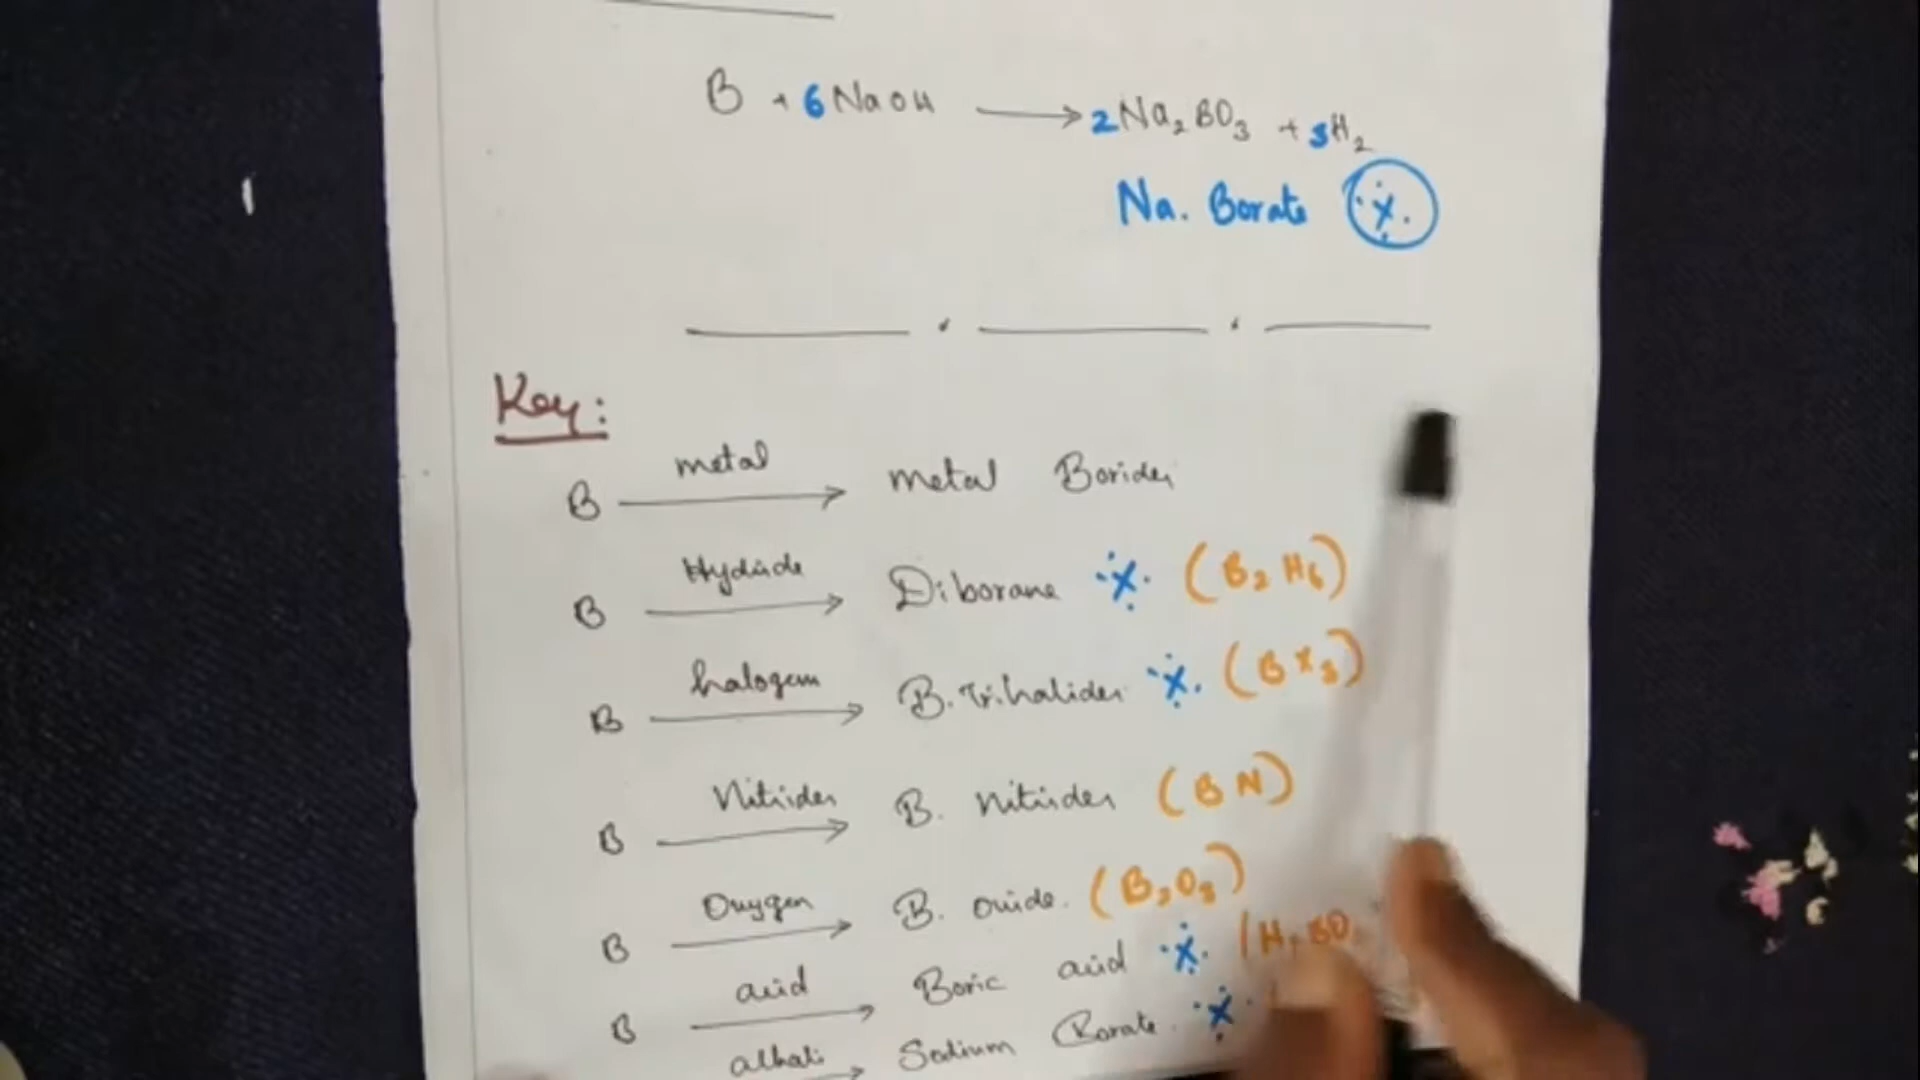 B + 6NaOH → 2Na₂BO₃ + 3H₂
Na. Borate
Key:
B metal → metal Borides
B Hydride → Diborane (B₂H₆)
B halogen → B. Trihalides (BX₃)
B Nitrides → B. Nitrides (BN)
B Oxygen → B. oxide. (B₂O₃)
B acid → Boric acid
alkali → Sodium Borate